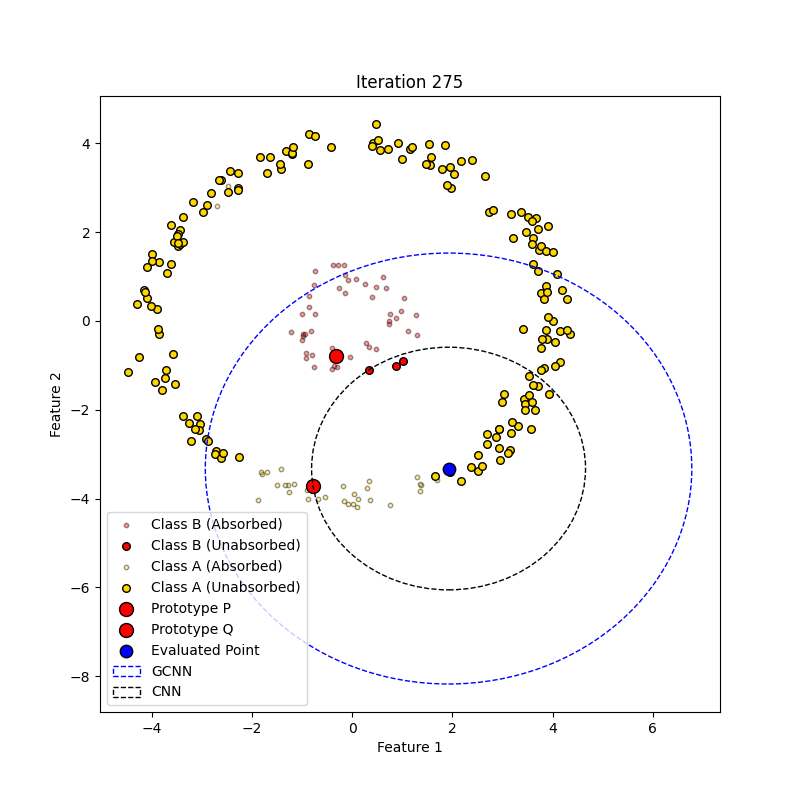 Iteration 275
Feature 2
4
2
0
−2
−4
−6
−8
Class B (Absorbed)
Class B (Unabsorbed)
Class A (Absorbed)
Class A (Unabsorbed)
Prototype P
Prototype Q
Evaluated Point
GCNN
CNN
−4 −2 0 2 4 6
Feature 1